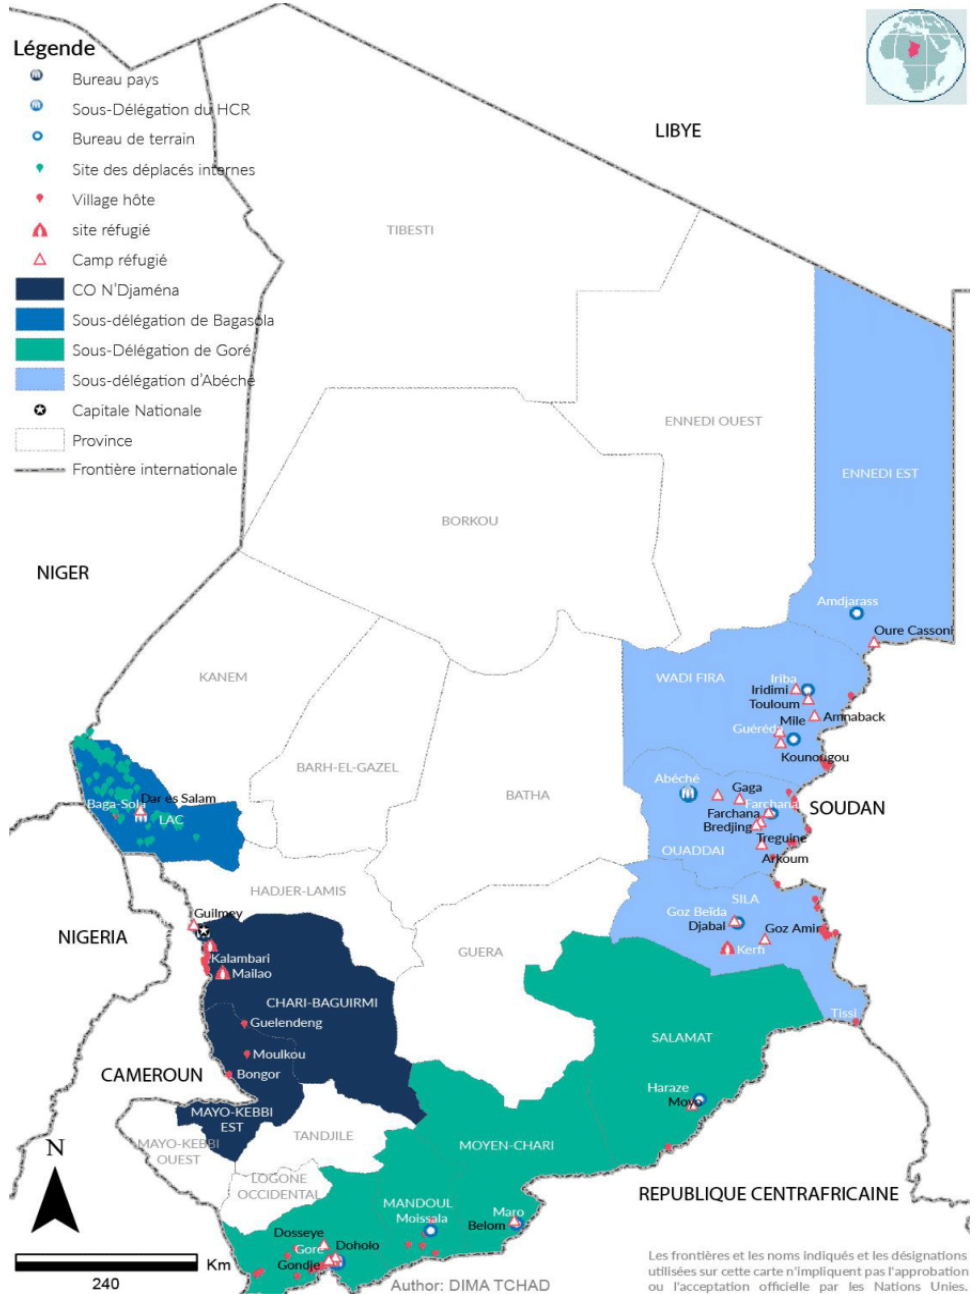 Légende
Bureau pays
Sous-Délégation du HCR
Bureau de terrain
Site des déplacés internes
Village hôte
site réfugié
Camp réfugié
CO N'Djaména
Sous-délégation de Bagasola
Sous-Délégation de Goré
Sous-délégation d'Abéché
Capitale Nationale
Province
Frontière internationale
LIBYE
TIBESTI
ENNEDI OUEST
ENNEDI EST
BORKOU
NIGER
Amdjarass
Oure Cassoni
KANEM
WADI FIRA
Iriba
Iridimi
Touloum
Amnaback
Mile
Guéréda
Kounougou
BARH-EL-GAZEL
BATHA
Abéché
Gaga
Farchana
Farchana
Bredjing
Treguine
OUADDAI
Arkoum
SOUDAN
Baga-Sola
Dar es Salam
LAC
HADJER-LAMIS
SILA
Goz Beïda
Djabal
Goz Amir
Kerfi
NIGERIA
Guilmey
Kalambari
Mailao
GUERA
CHARI-BAGUIRMI
Guelendeng
Tissi
SALAMAT
Moulkou
Bongor
CAMEROUN
Haraze
Moyo
MAYO-KEBBI
EST
TANDJILE
MOYEN-CHARI
MAYO-KEBBI
OUEST
N
LOGONE
OCCIDENTAL
REPUBLIQUE CENTRAFRICAINE
MANDOUL
Moissala
Maro
Belom
Dosseye
Goré
Doholo
Gondje
Km
240
Author: DIMA TCHAD
Les frontières et les noms indiqués et les désignations
utilisées sur cette carte n'impliquent pas l'approbation
ou l'acceptation officielle par les Nations Unies.